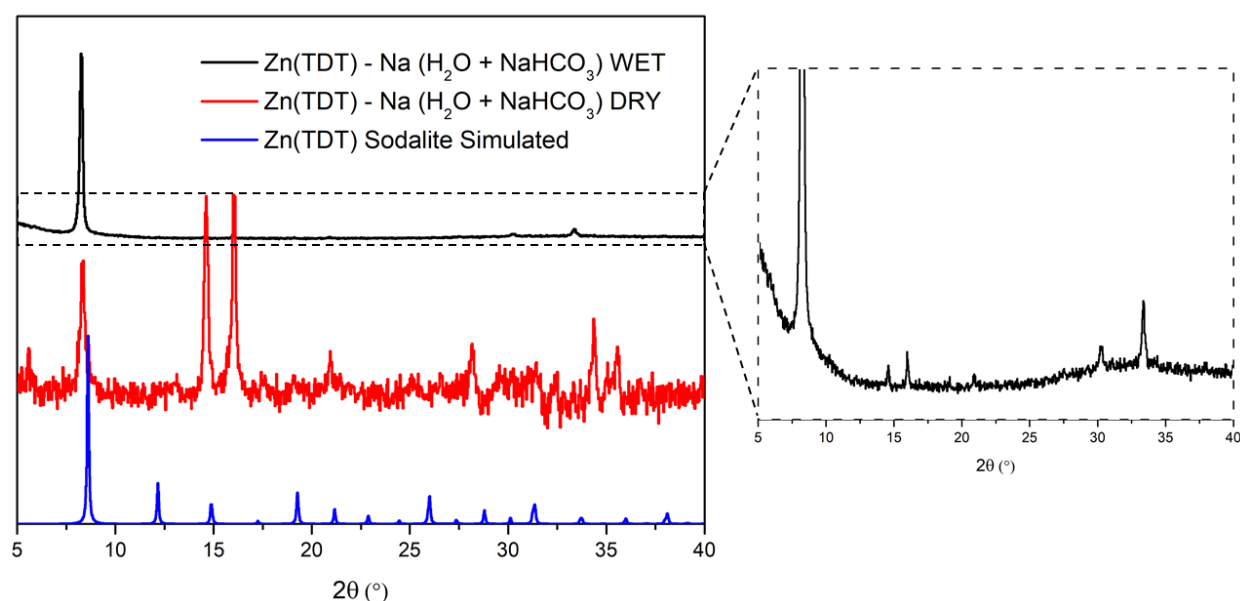 Zn(TDT) - Na (H₂O + NaHCO₃) WET
Zn(TDT) - Na (H₂O + NaHCO₃) DRY
Zn(TDT) Sodalite Simulated
5 10 15 20 25 30 35 40
2θ (°)
5 10 15 20 25 30 35 40
2θ (°)